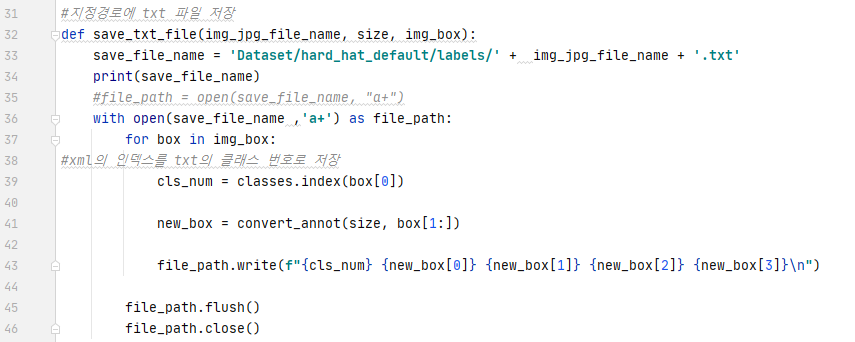 31 #지정경로에 txt 파일 저장
32 def save_txt_file(img_jpg_file_name, size, img_box):
33     save_file_name = 'Dataset/hard_hat_default/labels/' +  img_jpg_file_name + '.txt'
34     print(save_file_name)
35     #file_path = open(save_file_name, "a+")
36     with open(save_file_name ,'a+') as file_path:
37         for box in img_box:
38 #xml의 인덱스를 txt의 클래스 번호로 저장
39             cls_num = classes.index(box[0])
40
41             new_box = convert_annot(size, box[1:])
42
43             file_path.write(f"{cls_num} {new_box[0]} {new_box[1]} {new_box[2]} {new_box[3]}\n")
44
45         file_path.flush()
46         file_path.close()